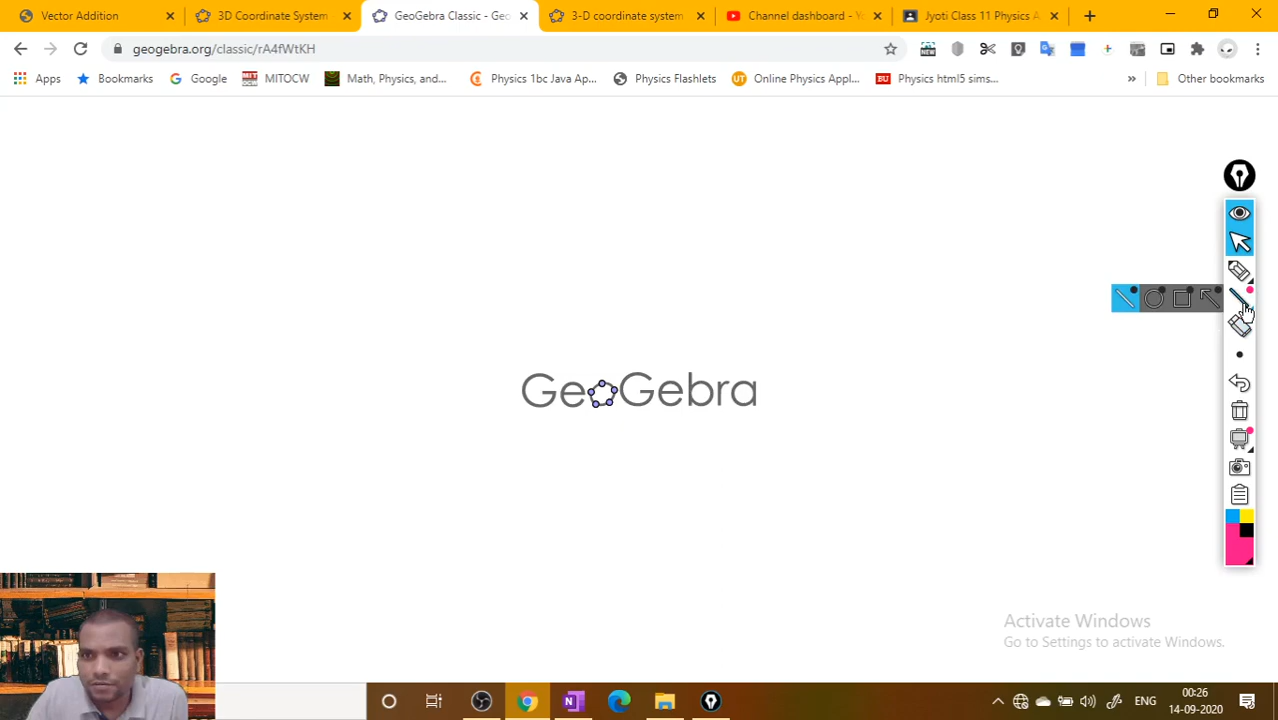 Vector Addition
3D Coordinate System
GeoGebra Classic - Geo
3-D coordinate system
Channel dashboard - Yo
Jyoti Class 11 Physics A
geogebra.org/classic/rA4fWtKH
Apps
Bookmarks
Google
MITOCW
Math, Physics, and...
Physics 1bc Java Ap...
Physics Flashlets
Online Physics Appl...
Physics html5 sims...
»
Other bookmarks
GeoGebra
Activate Windows
Go to Settings to activate Windows.
ENG
00:26
14-09-2020